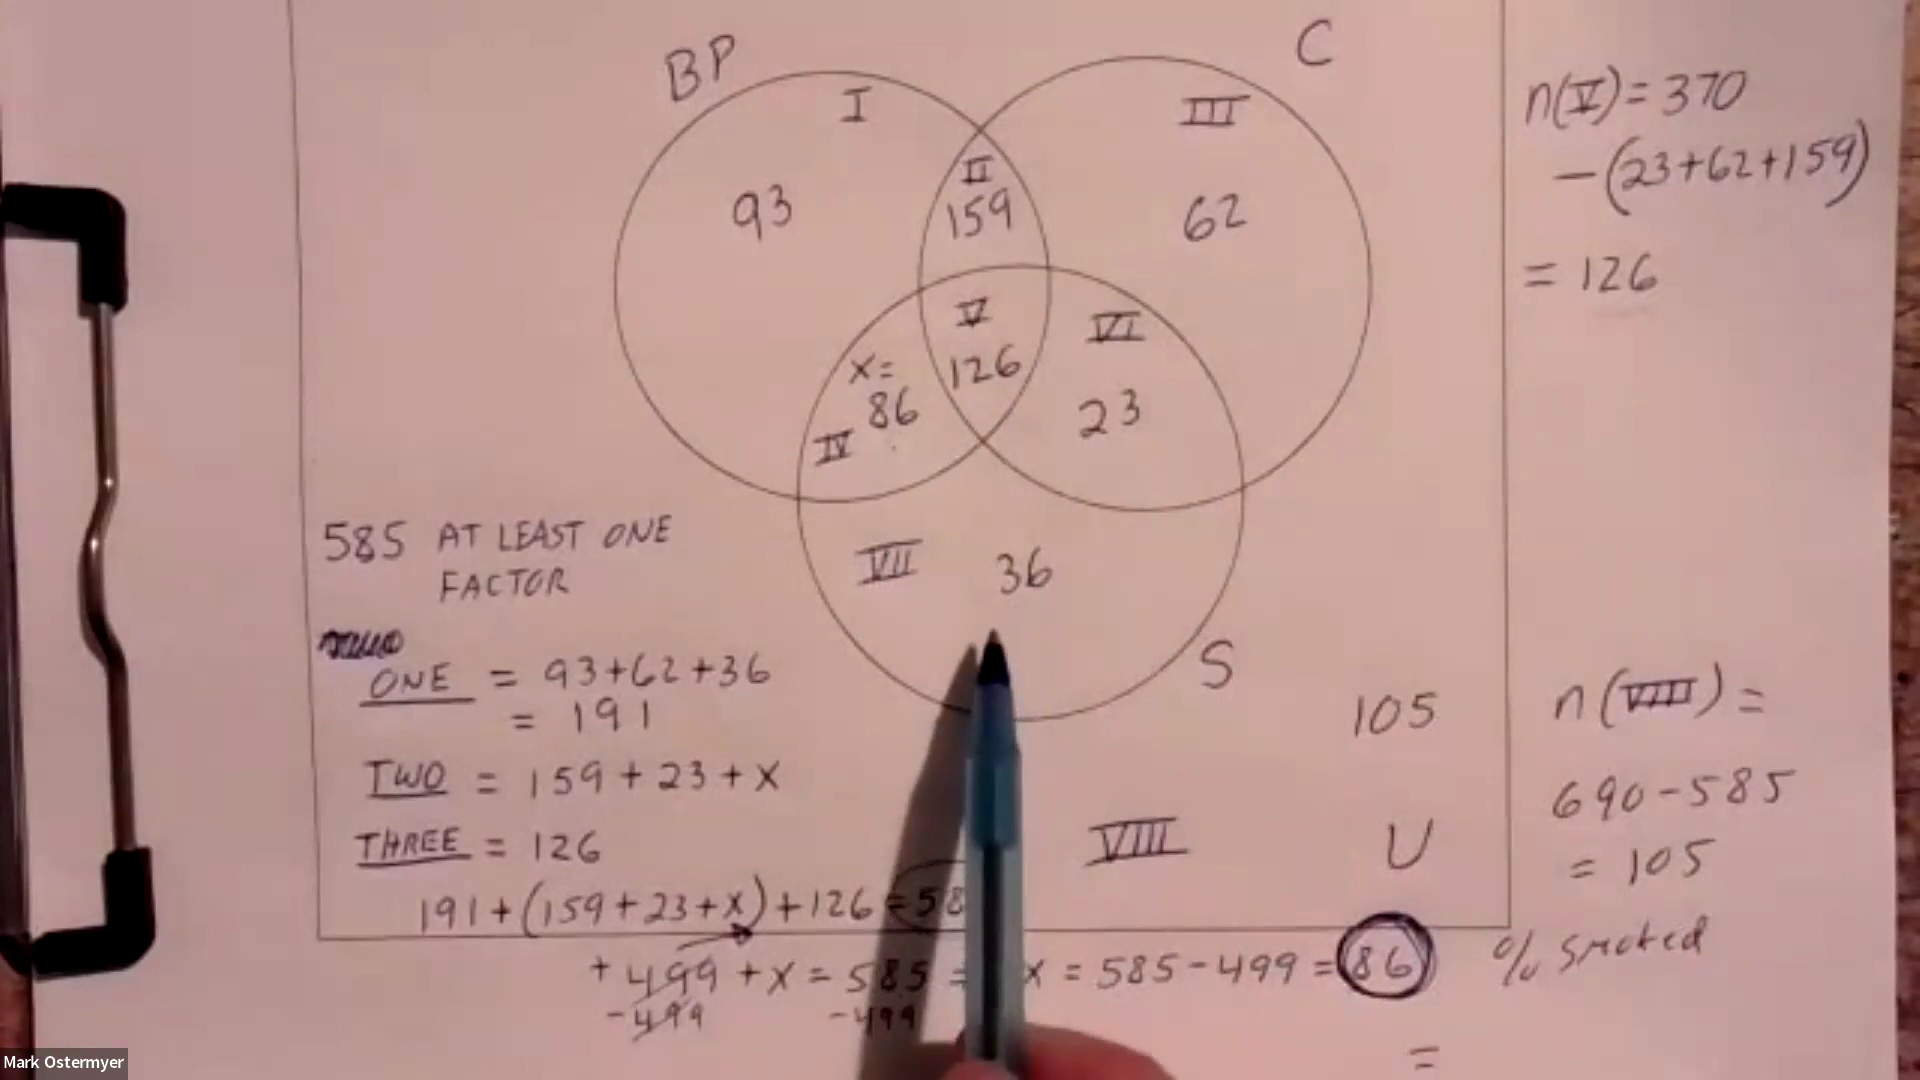 BP
C
I
III
II
93
159
62
V
VI
X=
126
86
23
IV
VII
36
S
105
VIII
U
585 AT LEAST ONE
FACTOR
ONE = 93+62+36
= 191
TWO = 159+23+X
THREE = 126
191+(159+23+X)+126=58
+499+X=585 = X=585-499=86
-499 -499
n(V)=370
-(23+62+159)
= 126
n(VIII)=
690-585
= 105
% smoked
=
Mark Ostermyer